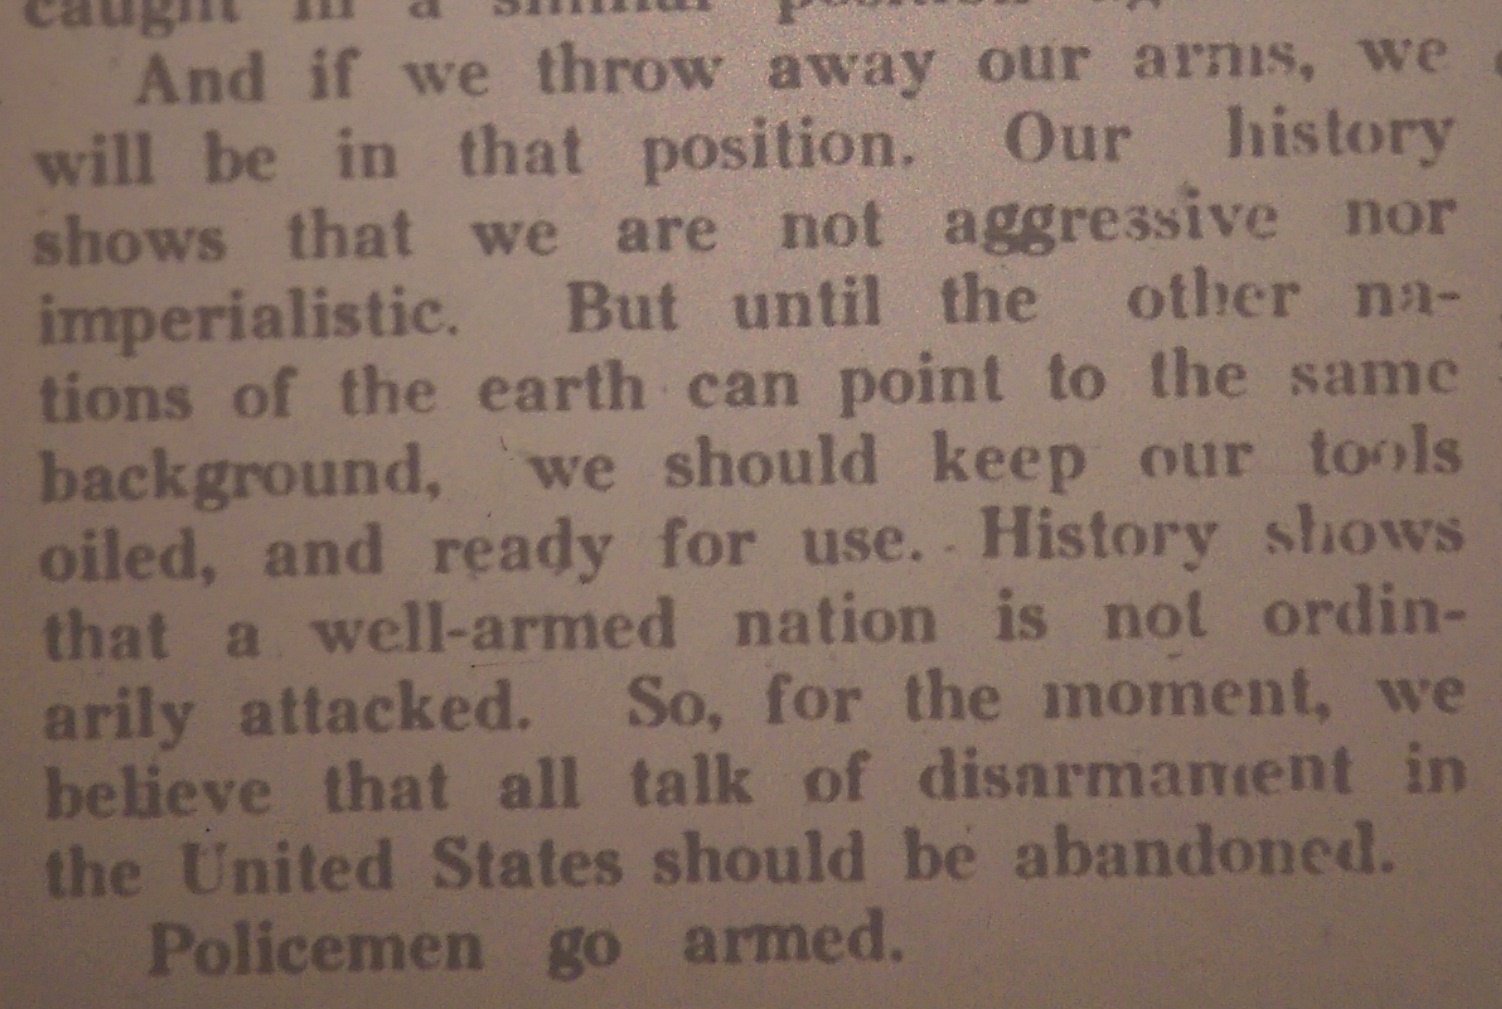 caught in a similar position
And if we throw away our arms, we
will be in that position. Our history
shows that we are not aggressive nor
imperialistic. But until the other na-
tions of the earth can point to the same
background, we should keep our tools
oiled, and ready for use. History shows
that a well-armed nation is not ordin-
arily attacked. So, for the moment, we
believe that all talk of disarmament in
the United States should be abandoned.
Policemen go armed.